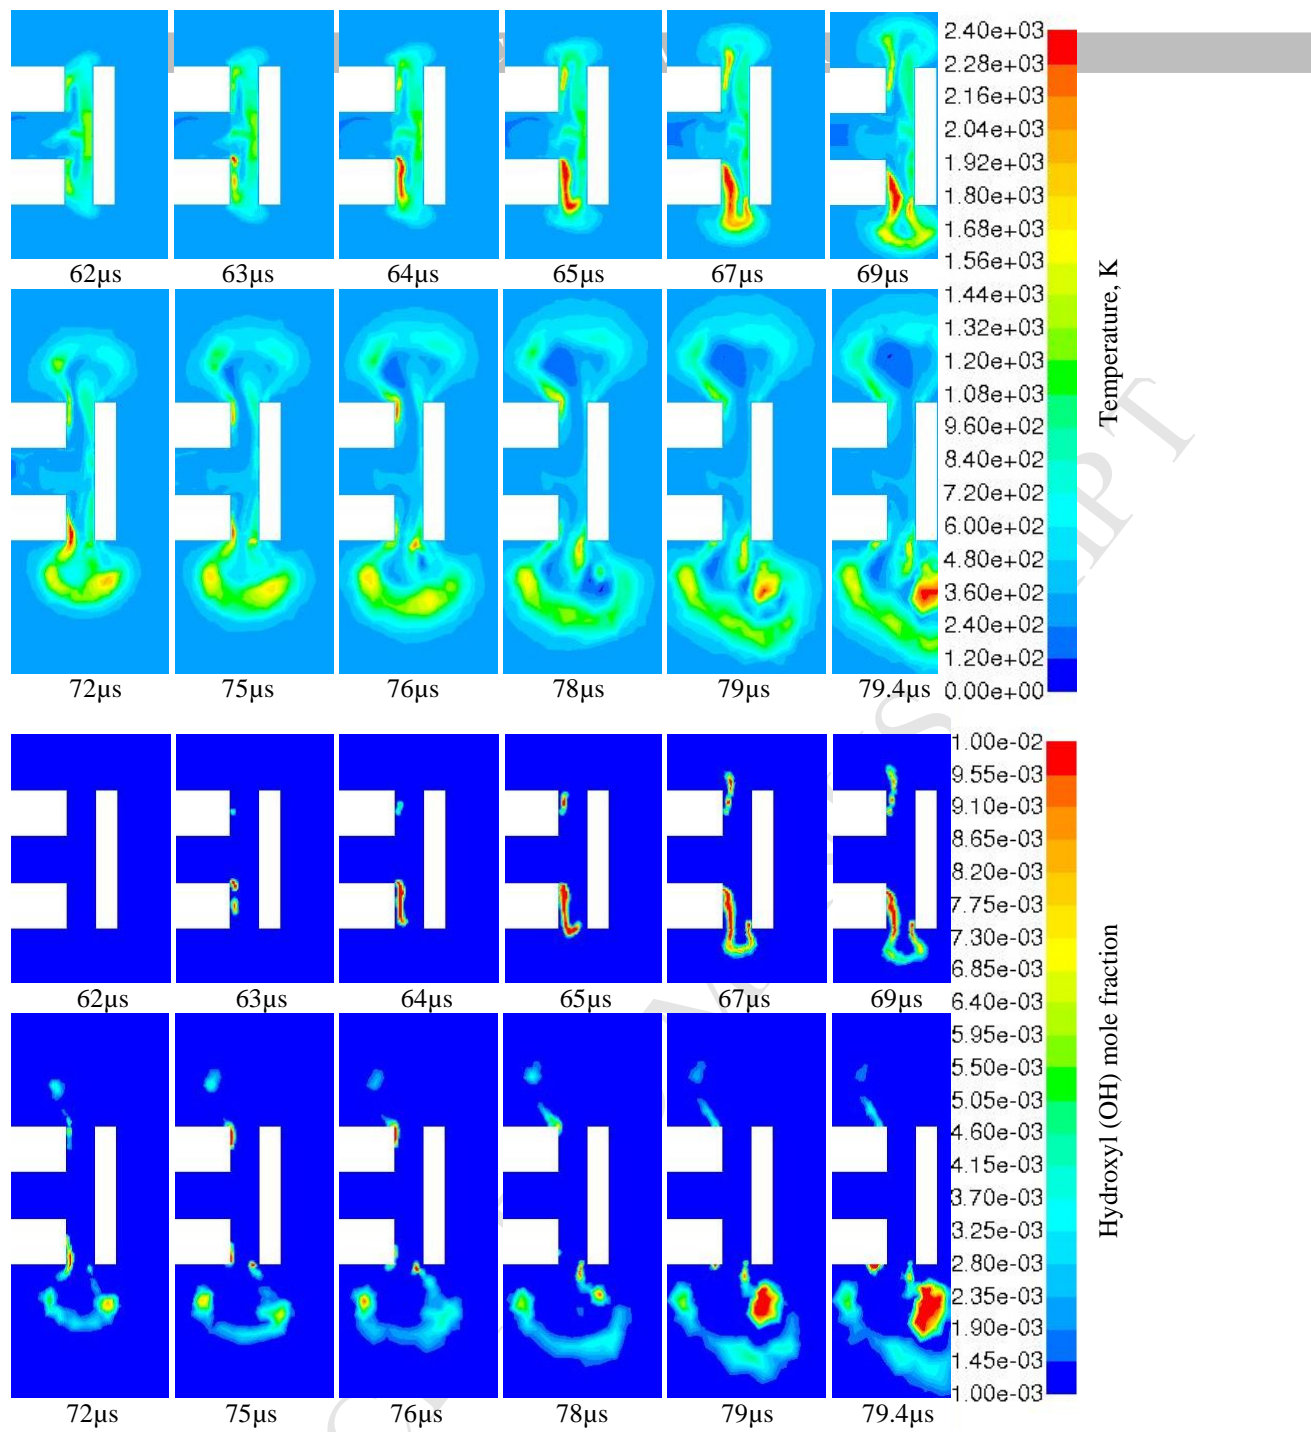 62µs 63µs 64µs 65µs 67µs 69µs
72µs 75µs 76µs 78µs 79µs 79.4µs
2.40e+03
2.28e+03
2.16e+03
2.04e+03
1.92e+03
1.80e+03
1.68e+03
1.56e+03
1.44e+03
1.32e+03
1.20e+03
1.08e+03
9.60e+02
8.40e+02
7.20e+02
6.00e+02
4.80e+02
3.60e+02
2.40e+02
1.20e+02
0.00e+00
Temperature, K
62µs 63µs 64µs 65µs 67µs 69µs
72µs 75µs 76µs 78µs 79µs 79.4µs
1.00e-02
9.55e-03
9.10e-03
8.65e-03
8.20e-03
7.75e-03
7.30e-03
6.85e-03
6.40e-03
5.95e-03
5.50e-03
5.05e-03
4.60e-03
4.15e-03
3.70e-03
3.25e-03
2.80e-03
2.35e-03
1.90e-03
1.45e-03
1.00e-03
Hydroxyl (OH) mole fraction